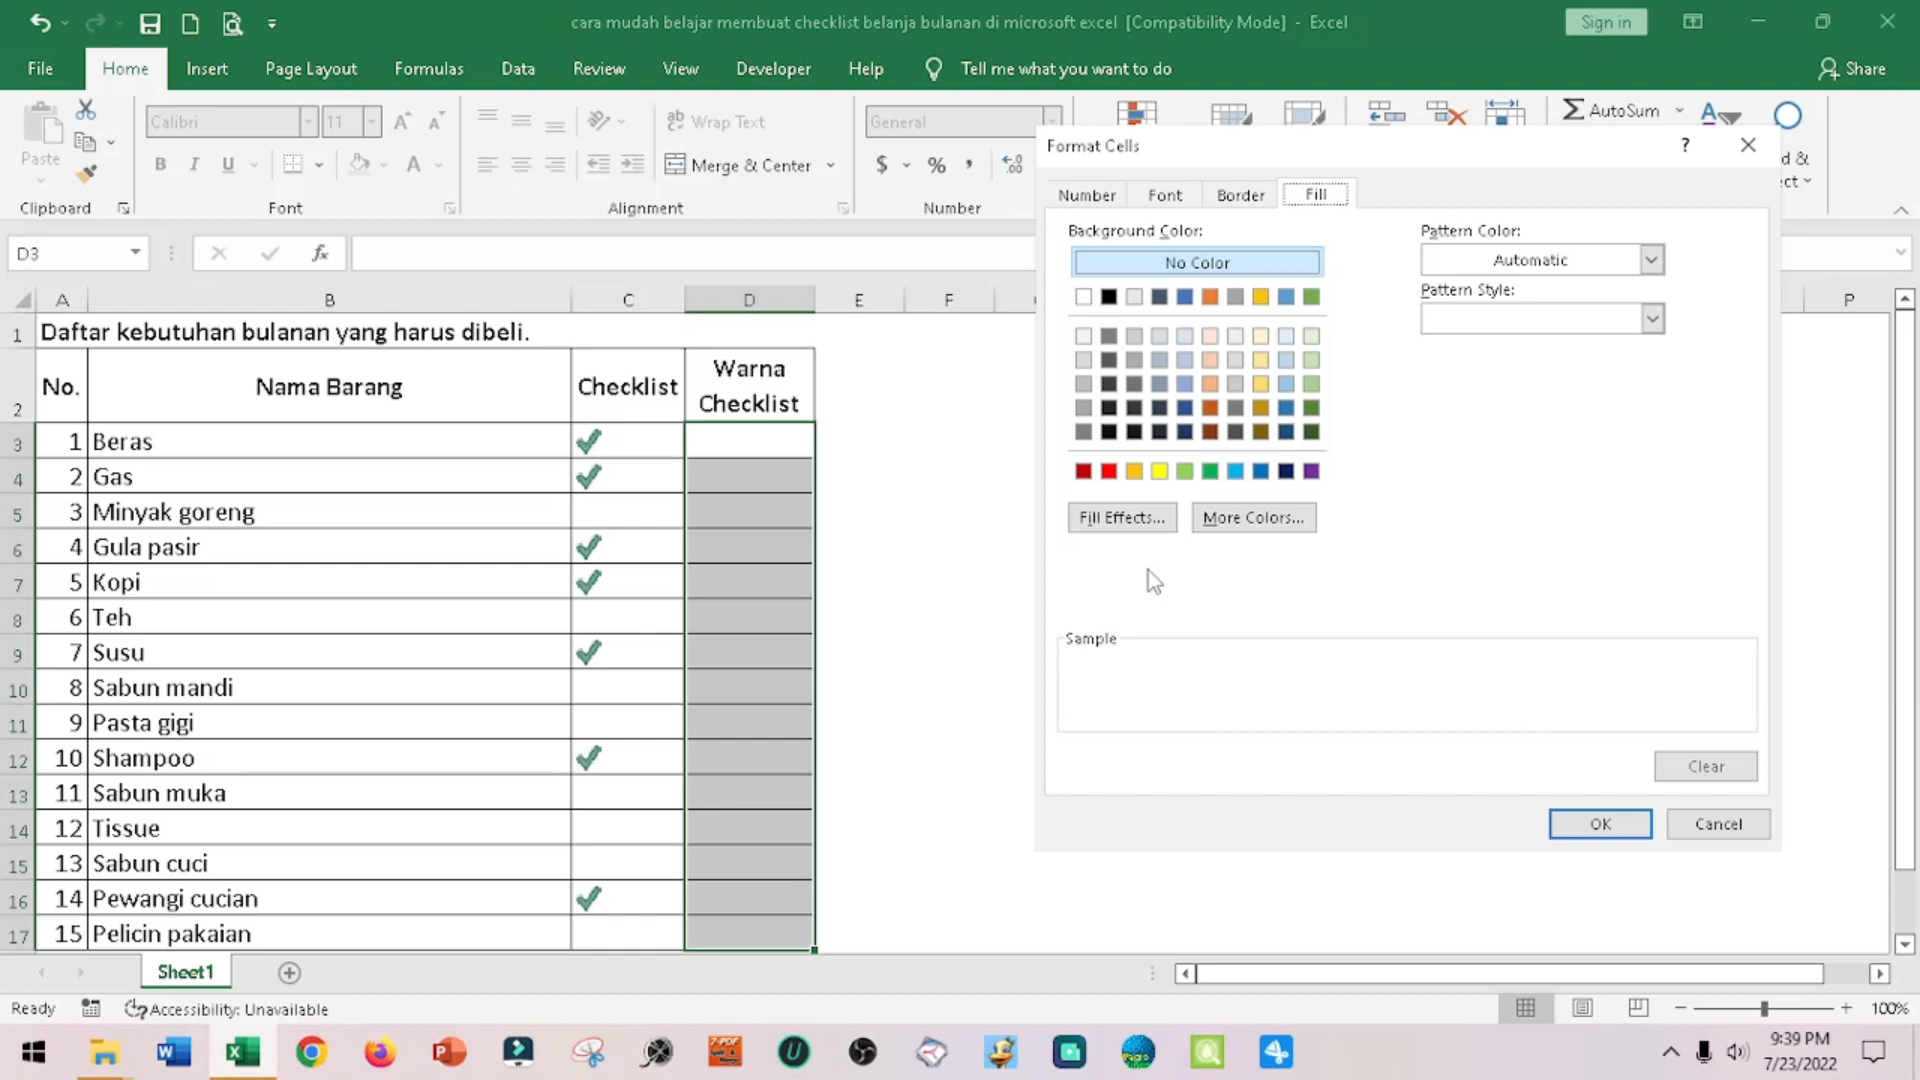 cara mudah belajar membuat checklist belanja bulanan di microsoft excel [Compatibility Mode] - Excel
Sign in
File Home Insert Page Layout Formulas Data Review View Developer Help Tell me what you want to do
Share
Paste
Clipboard
Calibri 11
B I U
Font
Wrap Text
Merge & Center
Alignment
General
$ % ,
Number
AutoSum
D3
fx
A B C D E F P
1 Daftar kebutuhan bulanan yang harus dibeli.
2 No. Nama Barang Checklist Warna Checklist
3 1 Beras
4 2 Gas
5 3 Minyak goreng
6 4 Gula pasir
7 5 Kopi
8 6 Teh
9 7 Susu
10 8 Sabun mandi
11 9 Pasta gigi
12 10 Shampoo
13 11 Sabun muka
14 12 Tissue
15 13 Sabun cuci
16 14 Pewangi cucian
17 15 Pelicin pakaian
Format Cells ?
Number Font Border Fill
Background Color:
No Color
Pattern Color:
Automatic
Pattern Style:
Fill Effects...
More Colors...
Sample
Clear
OK
Cancel
Sheet1
Ready
Accessibility: Unavailable
100%
9:39 PM
7/23/2022